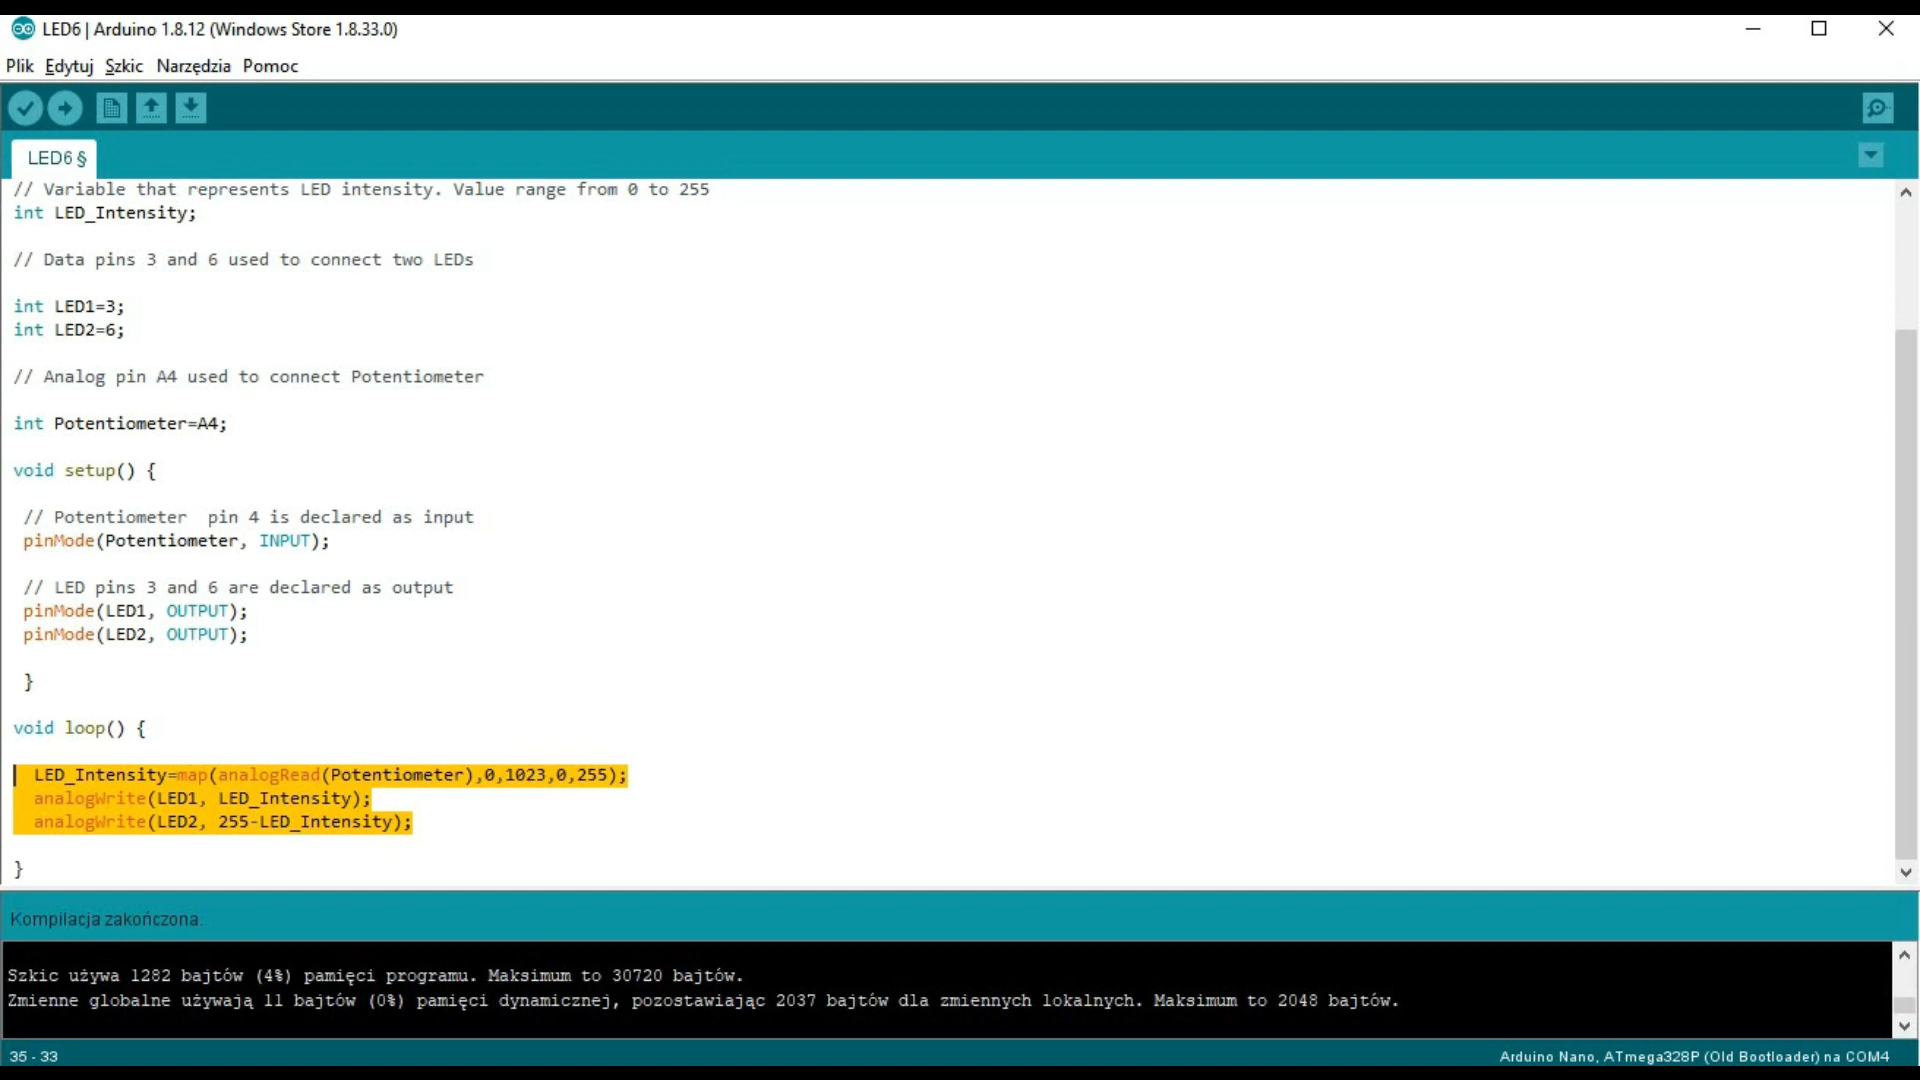 LED6 | Arduino 1.8.12 (Windows Store 1.8.33.0)
Plik Edytuj Szkic Narzędzia Pomoc
LED6 §
// Variable that represents LED intensity. Value range from 0 to 255
int LED_Intensity;
// Data pins 3 and 6 used to connect two LEDs
int LED1=3;
int LED2=6;
// Analog pin A4 used to connect Potentiometer
int Potentiometer=A4;
void setup() {
// Potentiometer  pin 4 is declared as input
pinMode(Potentiometer, INPUT);
// LED pins 3 and 6 are declared as output
pinMode(LED1, OUTPUT);
pinMode(LED2, OUTPUT);
}
void loop() {
LED_Intensity=map(analogRead(Potentiometer),0,1023,0,255);
analogWrite(LED1, LED_Intensity);
analogWrite(LED2, 255-LED_Intensity);
}
Kompilacja zakończona.
Szkic używa 1282 bajtów (4%) pamięci programu. Maksimum to 30720 bajtów.
Zmienne globalne używają 11 bajtów (0%) pamięci dynamicznej, pozostawiając 2037 bajtów dla zmiennych lokalnych. Maksimum to 2048 bajtów.
35 - 33
Arduino Nano, ATmega328P (Old Bootloader) na COM4